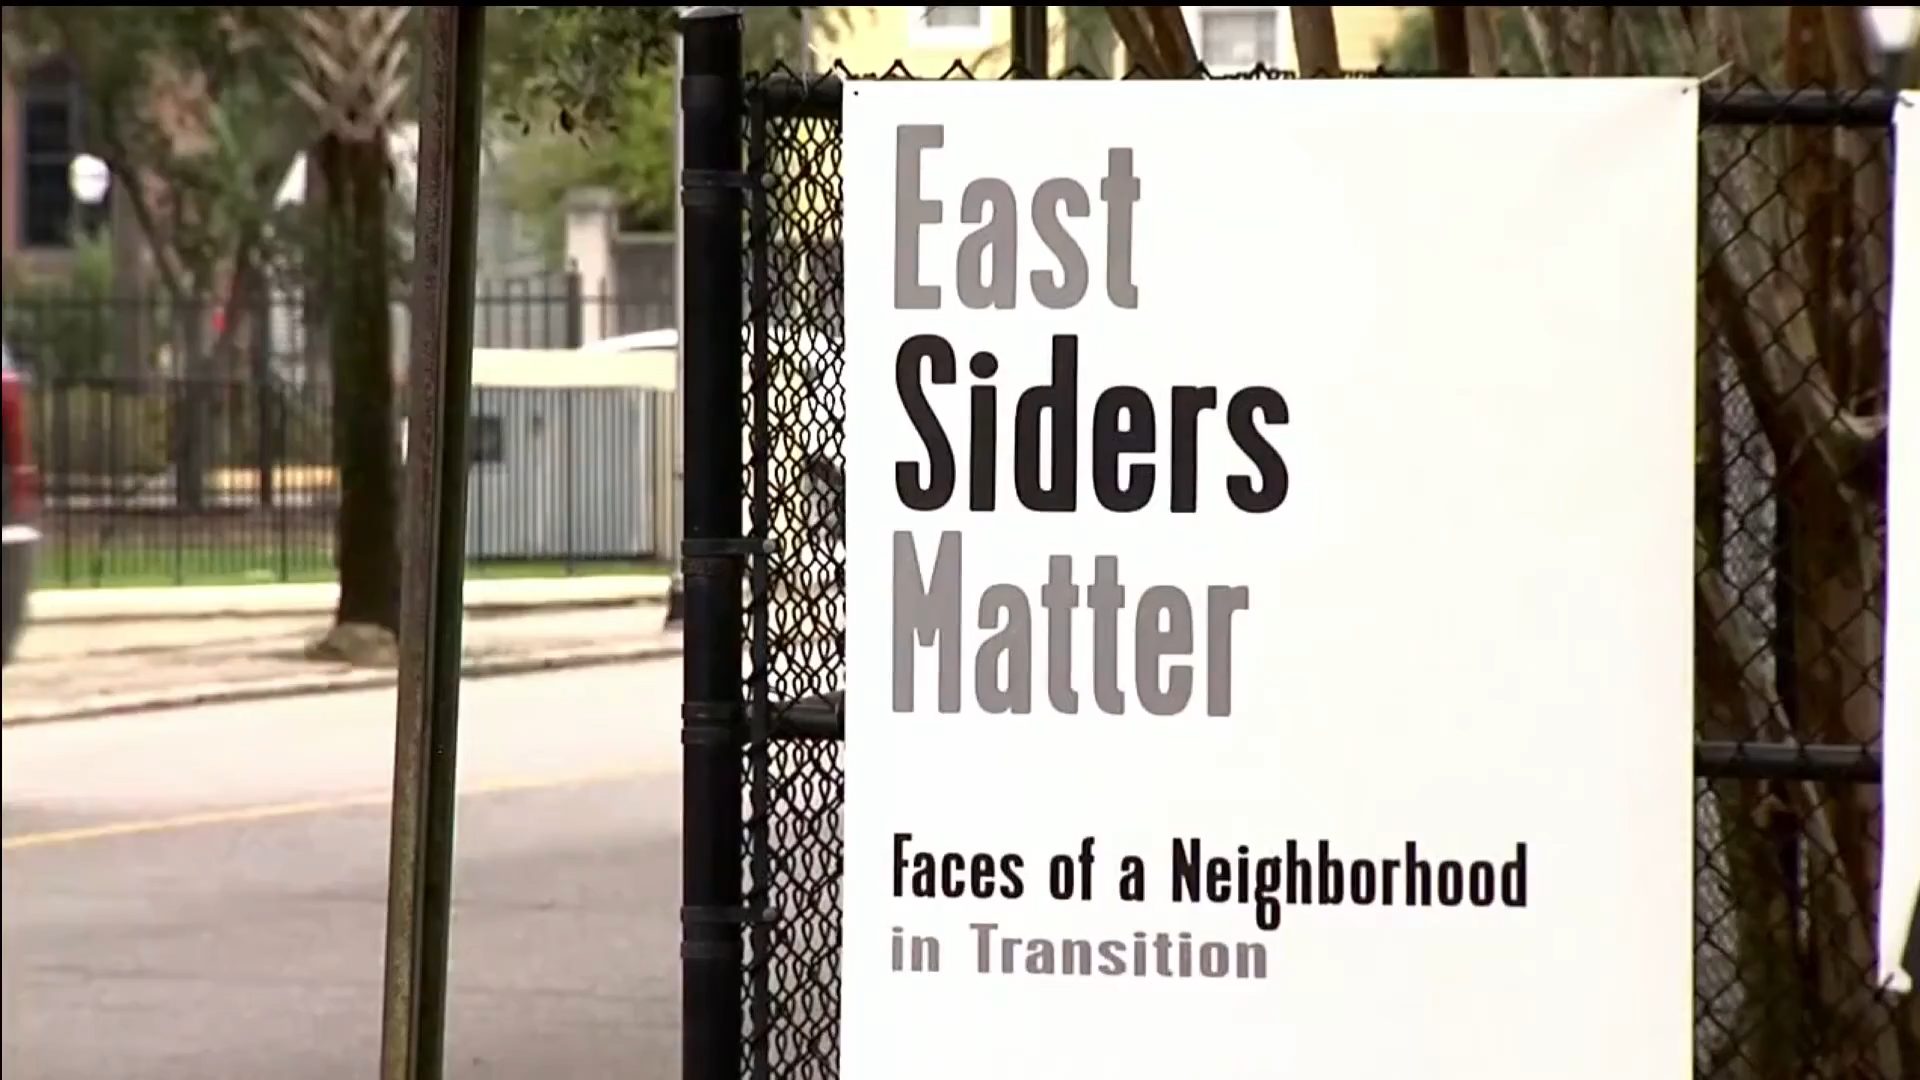 East
Siders
Matter
Faces of a Neighborhood
in Transition